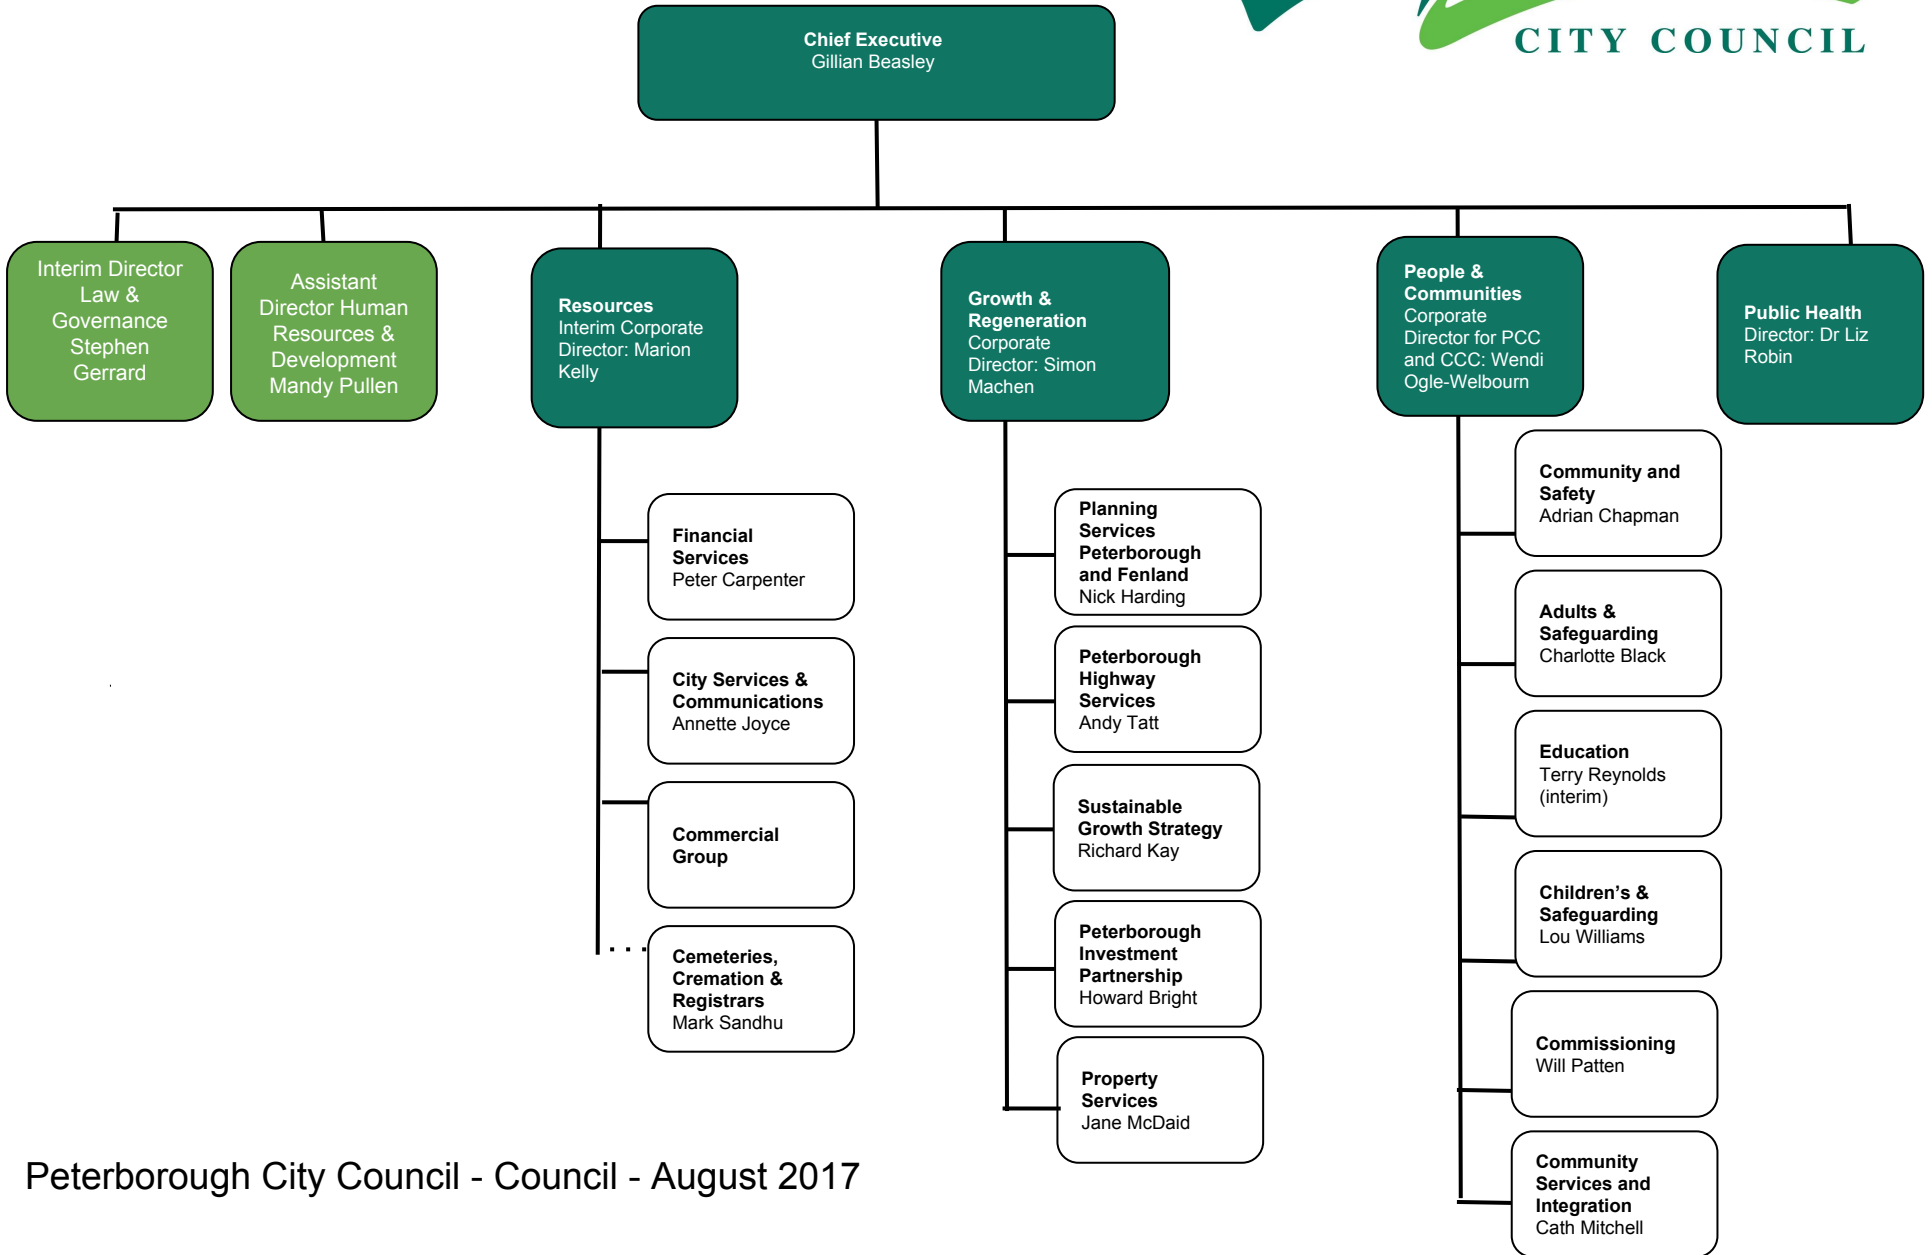 CITY COUNCIL
Chief Executive
Gillian Beasley
Interim Director
Law &
Governance
Stephen
Gerrard
Assistant
Director Human
Resources &
Development
Mandy Pullen
Resources
Interim Corporate
Director: Marion
Kelly
Growth &
Regeneration
Corporate
Director: Simon
Machen
People &
Communities
Corporate
Director for PCC
and CCC: Wendi
Ogle-Welbourn
Public Health
Director: Dr Liz
Robin
Financial
Services
Peter Carpenter
City Services &
Communications
Annette Joyce
Commercial
Group
Cemeteries,
Cremation &
Registrars
Mark Sandhu
Planning
Services
Peterborough
and Fenland
Nick Harding
Peterborough
Highway
Services
Andy Tatt
Sustainable
Growth Strategy
Richard Kay
Peterborough
Investment
Partnership
Howard Bright
Property
Services
Jane McDaid
Community and
Safety
Adrian Chapman
Adults &
Safeguarding
Charlotte Black
Education
Terry Reynolds
(interim)
Children’s &
Safeguarding
Lou Williams
Commissioning
Will Patten
Community
Services and
Integration
Cath Mitchell
Peterborough City Council - Council - August 2017